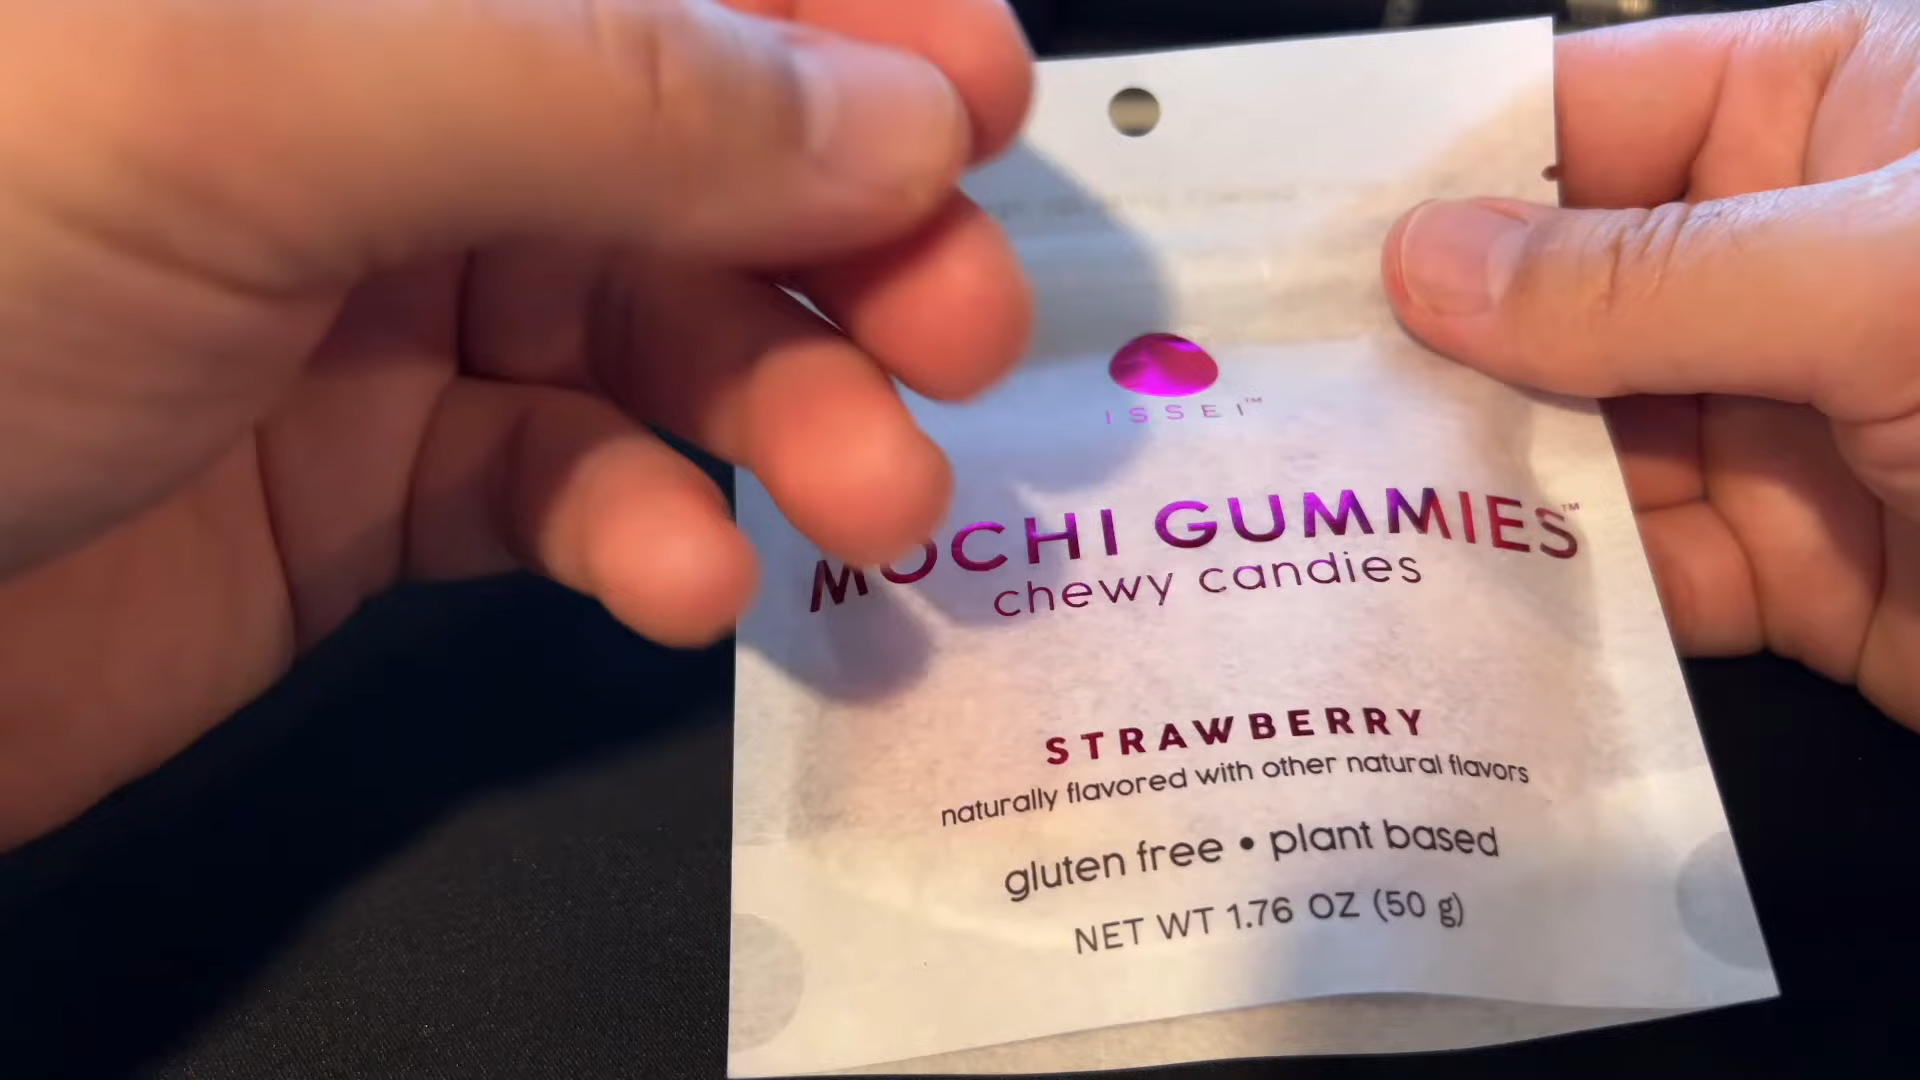 ISSEI™
MOCHI GUMMIES™
chewy candies
STRAWBERRY
naturally flavored with other natural flavors
gluten free • plant based
NET WT 1.76 OZ (50 g)